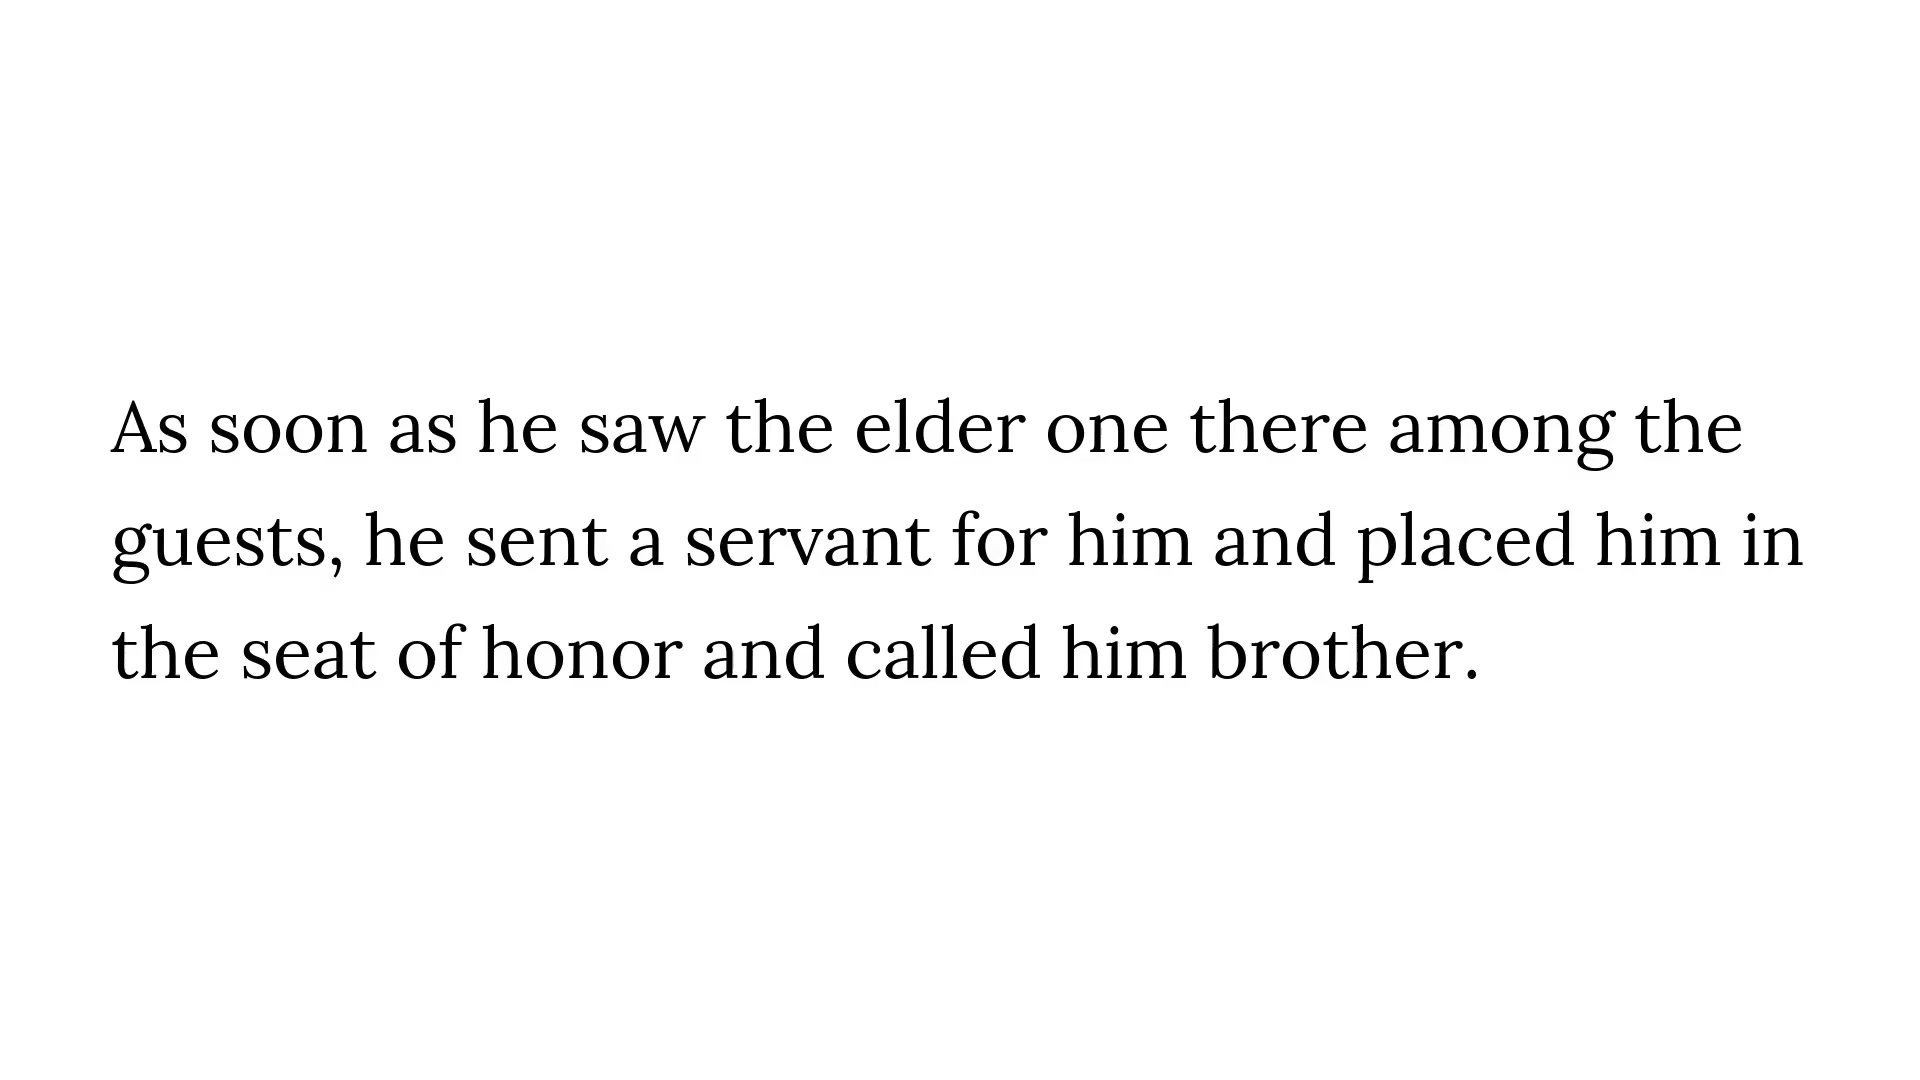 As soon as he saw the elder one there among the
guests, he sent a servant for him and placed him in
the seat of honor and called him brother.